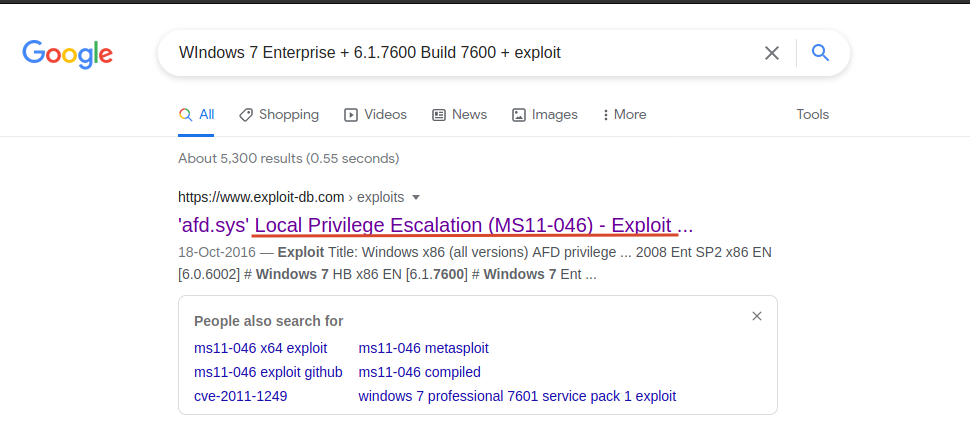 Google
WIndows 7 Enterprise + 6.1.7600 Build 7600 + exploit
All Shopping Videos News Images More Tools
About 5,300 results (0.55 seconds)
https://www.exploit-db.com › exploits
'afd.sys' Local Privilege Escalation (MS11-046) - Exploit ...
18-Oct-2016 — Exploit Title: Windows x86 (all versions) AFD privilege ... 2008 Ent SP2 x86 EN
[6.0.6002] # Windows 7 HB x86 EN [6.1.7600] # Windows 7 Ent ...
People also search for
ms11-046 x64 exploit ms11-046 metasploit
ms11-046 exploit github ms11-046 compiled
cve-2011-1249 windows 7 professional 7601 service pack 1 exploit